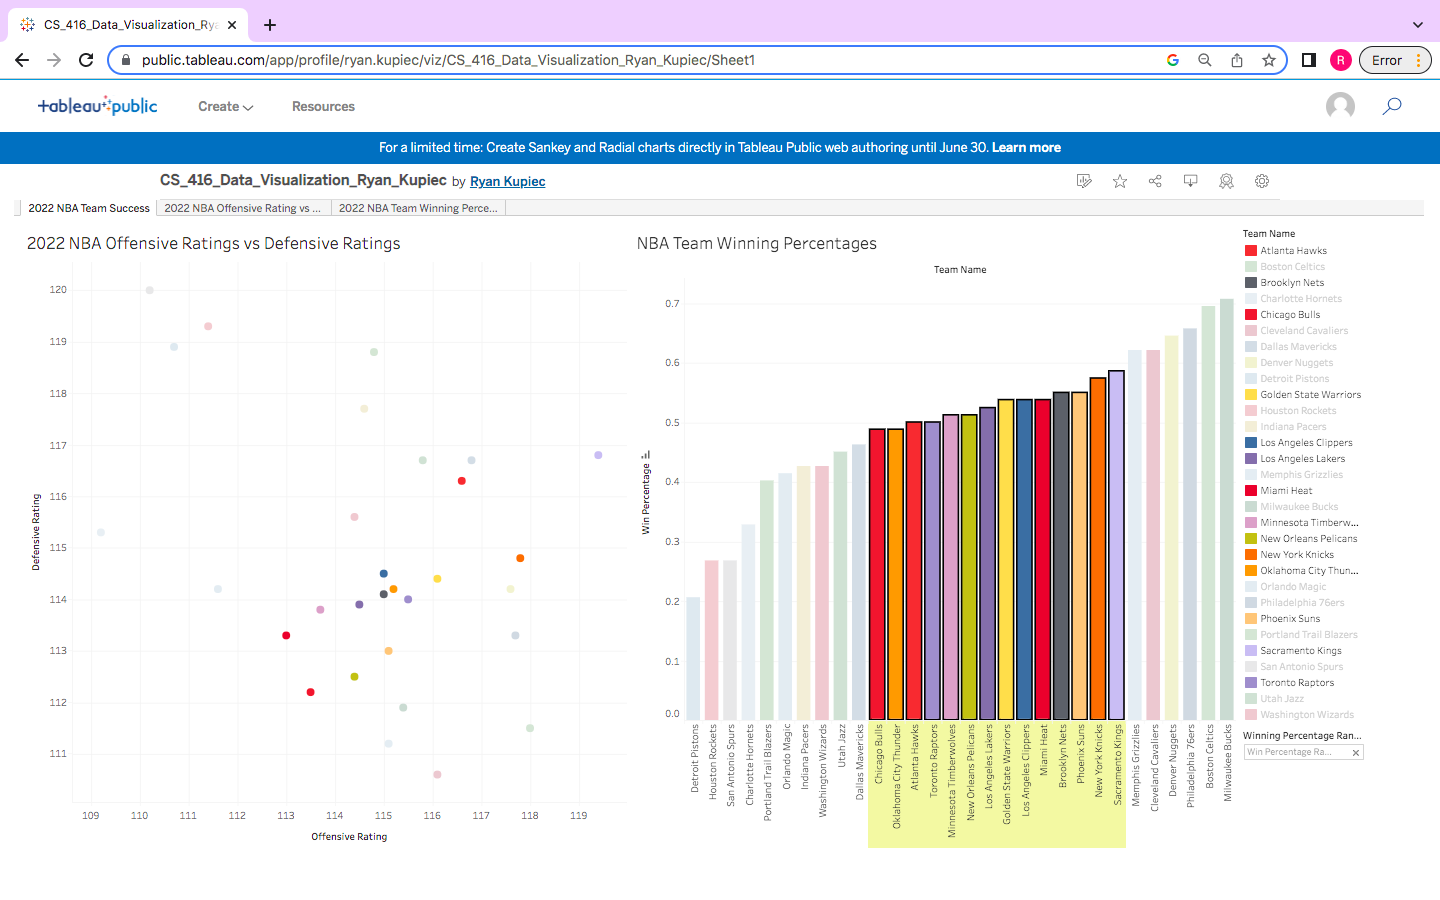 CS_416_Data_Visualization_Rya
public.tableau.com/app/profile/ryan.kupiec/viz/CS_416_Data_Visualization_Ryan_Kupiec/Sheet1
R
Error
tableau public
Create
Resources
For a limited time: Create Sankey and Radial charts directly in Tableau Public web authoring until June 30. Learn more
CS_416_Data_Visualization_Ryan_Kupiec by Ryan Kupiec
2022 NBA Team Success
2022 NBA Offensive Rating vs ...
2022 NBA Team Winning Perce...
2022 NBA Offensive Ratings vs Defensive Ratings
120
119
118
117
116
115
114
113
112
111
Defensive Rating
109 110 111 112 113 114 115 116 117 118 119
Offensive Rating
NBA Team Winning Percentages
Team Name
0.7
0.6
0.5
0.4
0.3
0.2
0.1
0.0
Win Percentage
Detroit Pistons
Houston Rockets
San Antonio Spurs
Charlotte Hornets
Portland Trail Blazers
Orlando Magic
Indiana Pacers
Washington Wizards
Utah Jazz
Dallas Mavericks
Chicago Bulls
Oklahoma City Thunder
Atlanta Hawks
Toronto Raptors
Minnesota Timberwolves
New Orleans Pelicans
Los Angeles Lakers
Golden State Warriors
Los Angeles Clippers
Miami Heat
Brooklyn Nets
Phoenix Suns
New York Knicks
Sacramento Kings
Memphis Grizzlies
Cleveland Cavaliers
Denver Nuggets
Philadelphia 76ers
Boston Celtics
Milwaukee Bucks
Team Name
Atlanta Hawks
Boston Celtics
Brooklyn Nets
Charlotte Hornets
Chicago Bulls
Cleveland Cavaliers
Dallas Mavericks
Denver Nuggets
Detroit Pistons
Golden State Warriors
Houston Rockets
Indiana Pacers
Los Angeles Clippers
Los Angeles Lakers
Memphis Grizzlies
Miami Heat
Milwaukee Bucks
Minnesota Timberw...
New Orleans Pelicans
New York Knicks
Oklahoma City Thun...
Orlando Magic
Philadelphia 76ers
Phoenix Suns
Portland Trail Blazers
Sacramento Kings
San Antonio Spurs
Toronto Raptors
Utah Jazz
Washington Wizards
Winning Percentage Ran...
Win Percentage Ra...